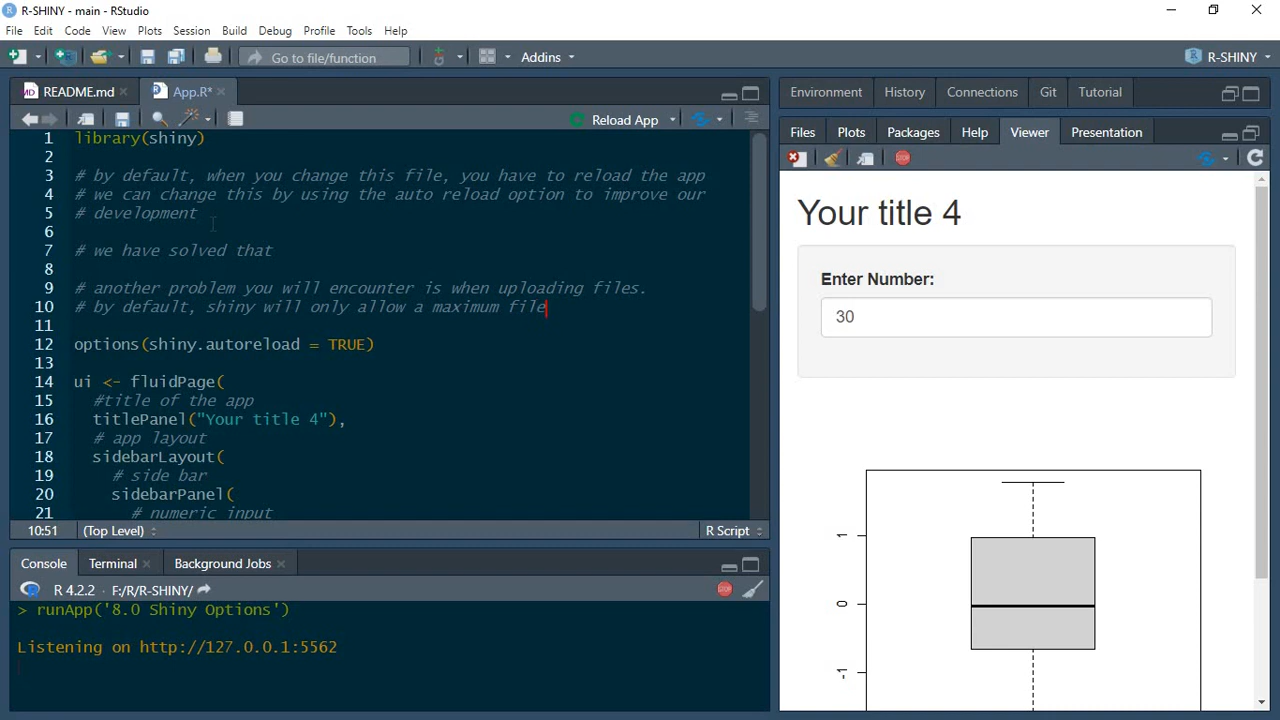 R-SHINY - main - RStudio
File Edit Code View Plots Session Build Debug Profile Tools Help
Go to file/function Addins R-SHINY
README.md App.R*
Reload App
1 library(shiny)
2
3 # by default, when you change this file, you have to reload the app
4 # we can change this by using the auto reload option to improve our
5 # development
6
7 # we have solved that
8
9 # another problem you will encounter is when uploading files.
10 # by default, shiny will only allow a maximum file
11
12 options(shiny.autoreload = TRUE)
13
14 ui <- fluidPage(
15 #title of the app
16 titlePanel("Your title 4"),
17 # app layout
18 sidebarLayout(
19 # side bar
20 sidebarPanel(
21 # numeric input
10:51 (Top Level) R Script
Console Terminal Background Jobs
R 4.2.2 · F:/R/R-SHINY/
> runApp('8.0 Shiny Options')
Listening on http://127.0.0.1:5562
Environment History Connections Git Tutorial
Files Plots Packages Help Viewer Presentation
Your title 4
Enter Number:
30
1
0
-1